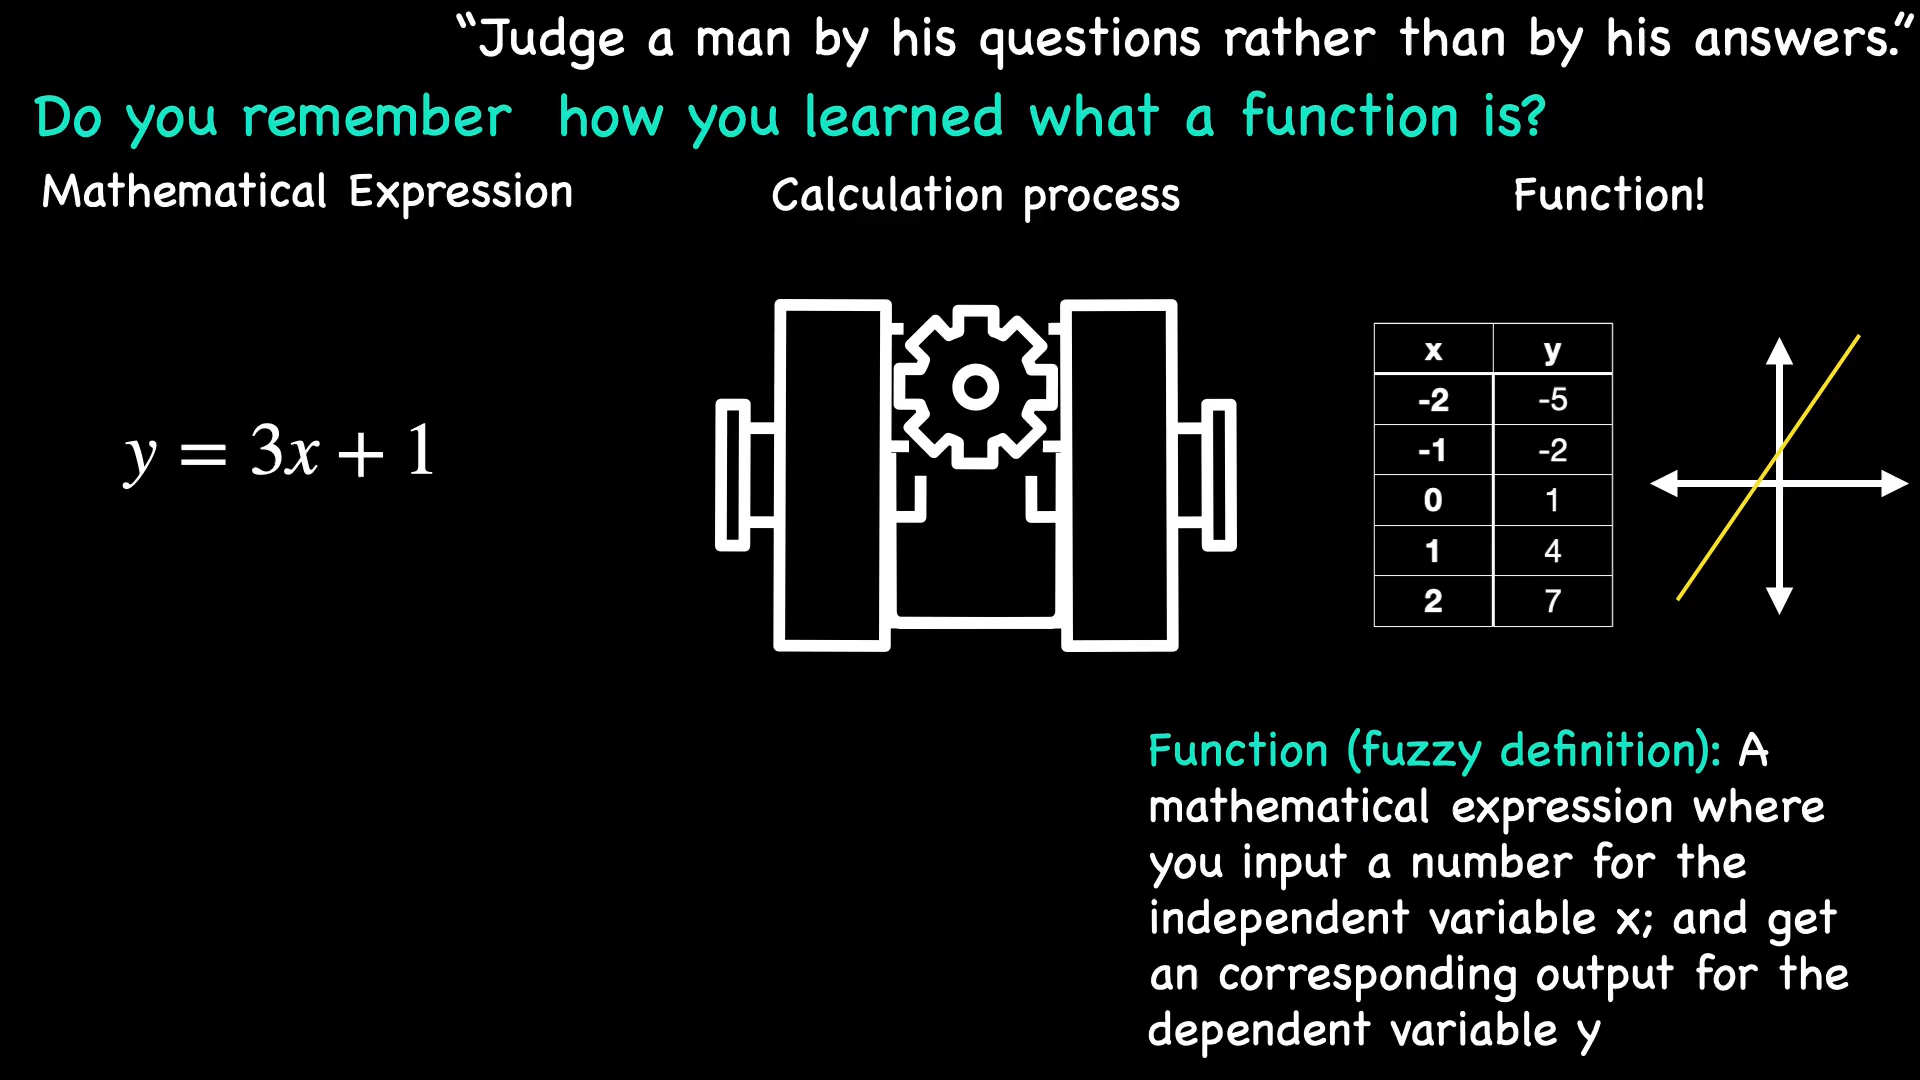 “Judge a man by his questions rather than by his answers.”
Do you remember how you learned what a function is?
Mathematical Expression
Calculation process
Function!
y = 3x + 1
x y
-2 -5
-1 -2
0 1
1 4
2 7
Function (fuzzy definition): A
mathematical expression where
you input a number for the
independent variable x; and get
an corresponding output for the
dependent variable y